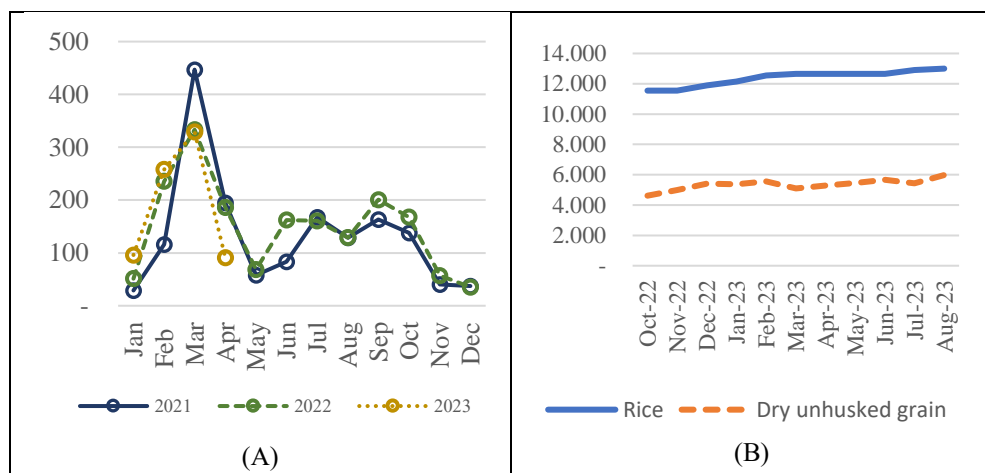 500
400
300
200
100
-
Jan
Feb
Mar
Apr
May
Jun
Jul
Aug
Sep
Oct
Nov
Dec
2021 2022 2023
(A)
14.000
12.000
10.000
8.000
6.000
4.000
2.000
-
Oct-22
Nov-22
Dec-22
Jan-23
Feb-23
Mar-23
Apr-23
May-23
Jun-23
Jul-23
Aug-23
Rice Dry unhusked grain
(B)